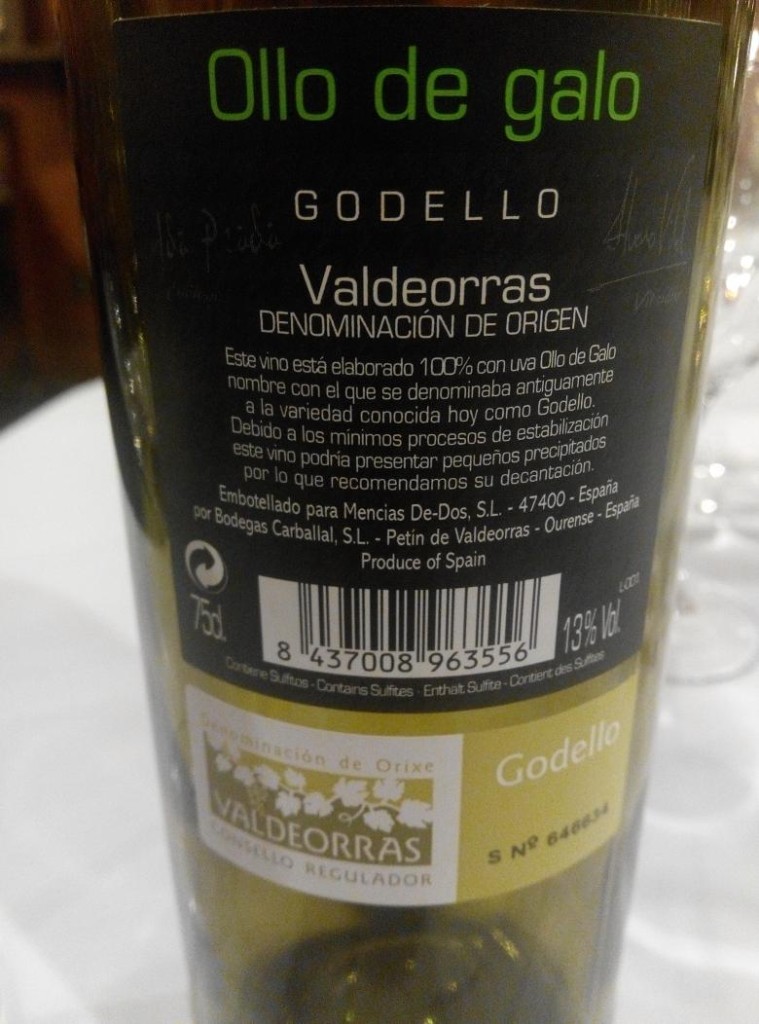 Ollo de galo
GODELLO
Valdeorras
DENOMINACIÓN DE ORIGEN
Este vino está elaborado 100% con uva Ollo de Galo
nombre con el que se denominaba antiguamente
a la variedad conocida hoy como Godello.
Debido a los mínimos procesos de estabilización
este vino podría presentar pequeños precipitados
por lo que recomendamos su decantación.
Embotellado para Mencias De-Dos, S.L. - 47400 - España
por Bodegas Carballal, S.L. - Petin de Valdeorras - Ourense - España
Produce of Spain
75cl.
8 437008 963556
13% Vol.
Contiene Sulfitos - Contains Sulfites - Enthalt Sulfite - Contient des Sulfites
Denominación de Orixe
VALDEORRAS
CONSELLO REGULADOR
Godello
S Nº 646634